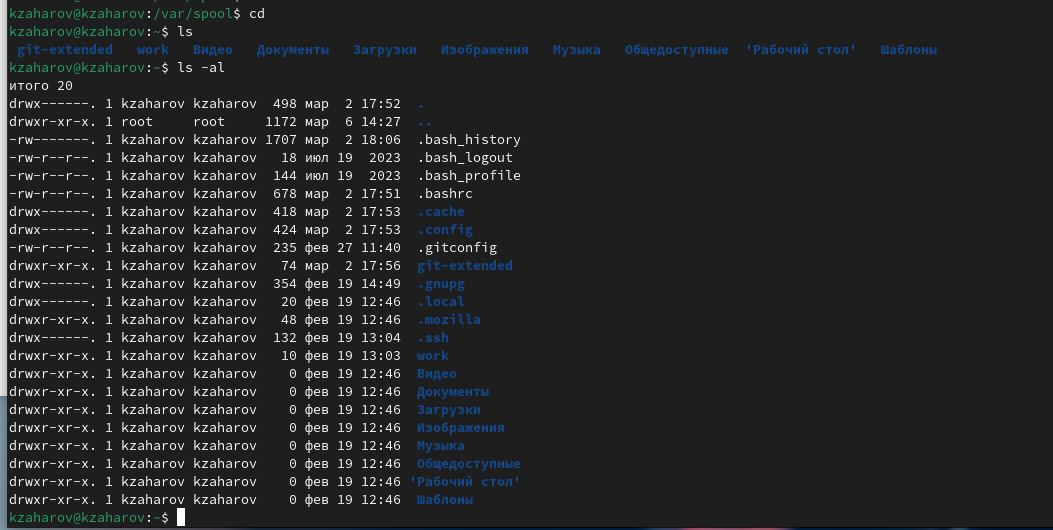 kzaharov@kzaharov:/var/spool$ cd
kzaharov@kzaharov:~$ ls
git-extended work Видео Документы Загрузки Изображения Музыка Общедоступные 'Рабочий стол' Шаблоны
kzaharov@kzaharov:~$ ls -al
итого 20
drwx------. 1 kzaharov kzaharov 498 мар 2 17:52 .
drwxr-xr-x. 1 root root 1172 мар 6 14:27 ..
-rw-------. 1 kzaharov kzaharov 1707 мар 2 18:06 .bash_history
-rw-r--r--. 1 kzaharov kzaharov 18 июл 19 2023 .bash_logout
-rw-r--r--. 1 kzaharov kzaharov 144 июл 19 2023 .bash_profile
-rw-r--r--. 1 kzaharov kzaharov 678 мар 2 17:51 .bashrc
drwx------. 1 kzaharov kzaharov 418 мар 2 17:53 .cache
drwx------. 1 kzaharov kzaharov 424 мар 2 17:53 .config
-rw-r--r--. 1 kzaharov kzaharov 235 фев 27 11:40 .gitconfig
drwxr-xr-x. 1 kzaharov kzaharov 74 мар 2 17:56 git-extended
drwx------. 1 kzaharov kzaharov 354 фев 19 14:49 .gnupg
drwx------. 1 kzaharov kzaharov 20 фев 19 12:46 .local
drwxr-xr-x. 1 kzaharov kzaharov 48 фев 19 12:46 .mozilla
drwx------. 1 kzaharov kzaharov 132 фев 19 13:04 .ssh
drwxr-xr-x. 1 kzaharov kzaharov 10 фев 19 13:03 work
drwxr-xr-x. 1 kzaharov kzaharov 0 фев 19 12:46 Видео
drwxr-xr-x. 1 kzaharov kzaharov 0 фев 19 12:46 Документы
drwxr-xr-x. 1 kzaharov kzaharov 0 фев 19 12:46 Загрузки
drwxr-xr-x. 1 kzaharov kzaharov 0 фев 19 12:46 Изображения
drwxr-xr-x. 1 kzaharov kzaharov 0 фев 19 12:46 Музыка
drwxr-xr-x. 1 kzaharov kzaharov 0 фев 19 12:46 Общедоступные
drwxr-xr-x. 1 kzaharov kzaharov 0 фев 19 12:46 'Рабочий стол'
drwxr-xr-x. 1 kzaharov kzaharov 0 фев 19 12:46 Шаблоны
kzaharov@kzaharov:~$